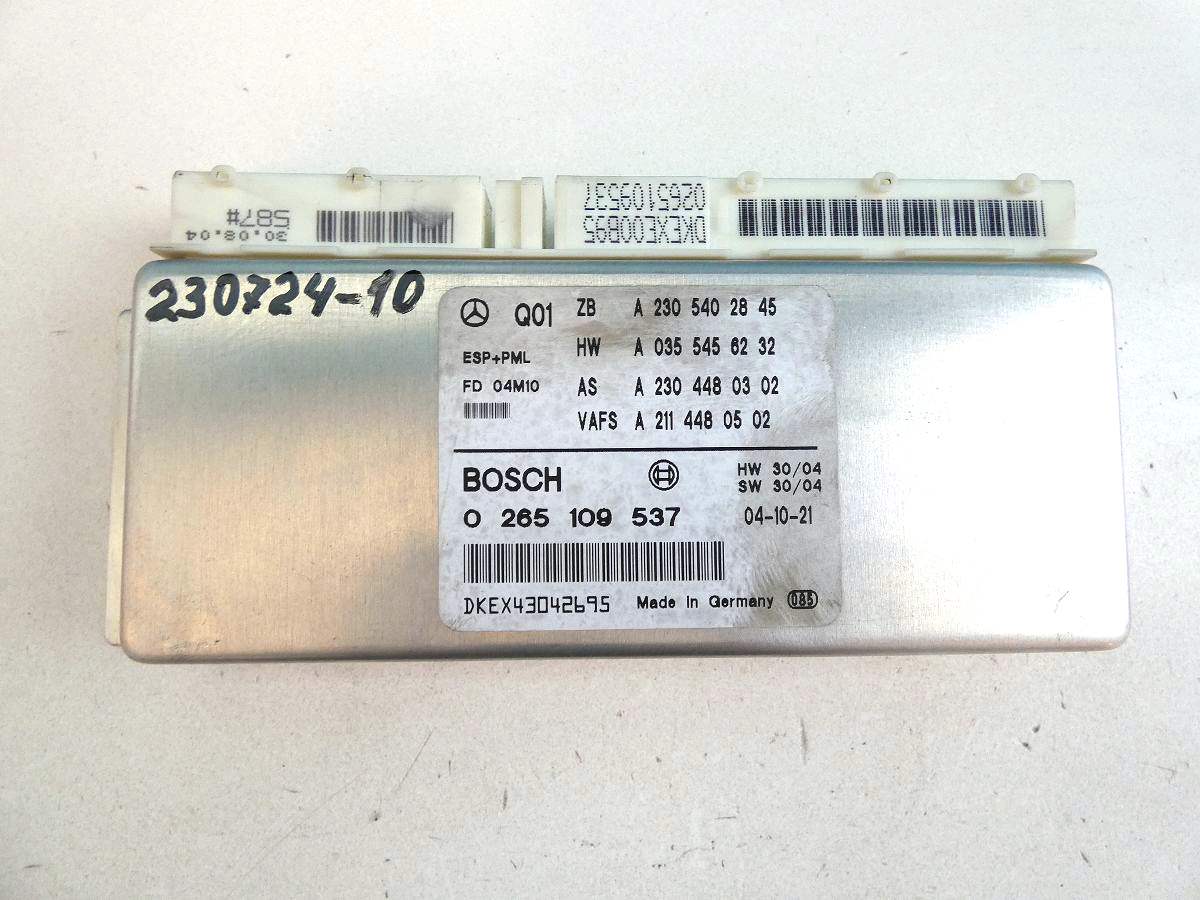 587#
30.08.04
0265109537
DKEXE00B95
230724-10
Q01
ESP+PML
FD 04M10
ZB A 230 540 28 45
HW A 035 545 62 32
AS A 230 448 03 02
VAFS A 211 448 05 02
BOSCH
HW 30/04
SW 30/04
0 265 109 537
04-10-21
DKEX43042695
Made in Germany 085